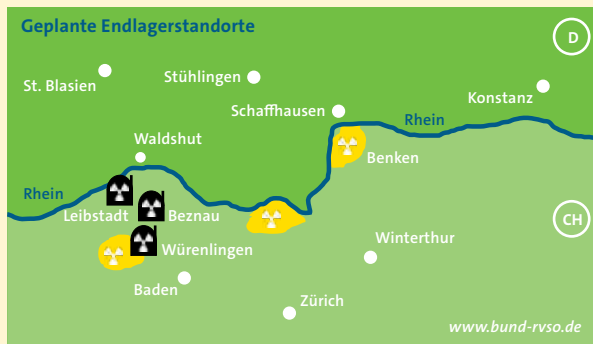 Geplante Endlagerstandorte
D
St. Blasien
Stühlingen
Konstanz
Schaffhausen
Rhein
Waldshut
Benken
Rhein
Leibstadt
Beznau
CH
Würenlingen
Winterthur
Baden
Zürich
www.bund-rvso.de